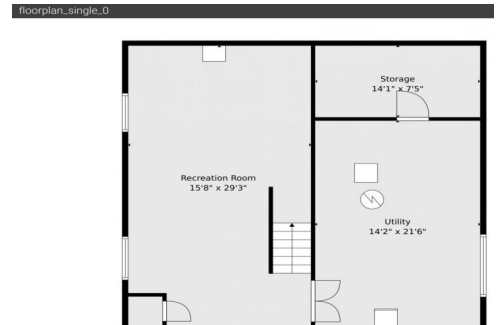 floorplan_single_0
Storage
14'1" x 7'5"
Recreation Room
15'8" x 29'3"
Utility
14'2" x 21'6"